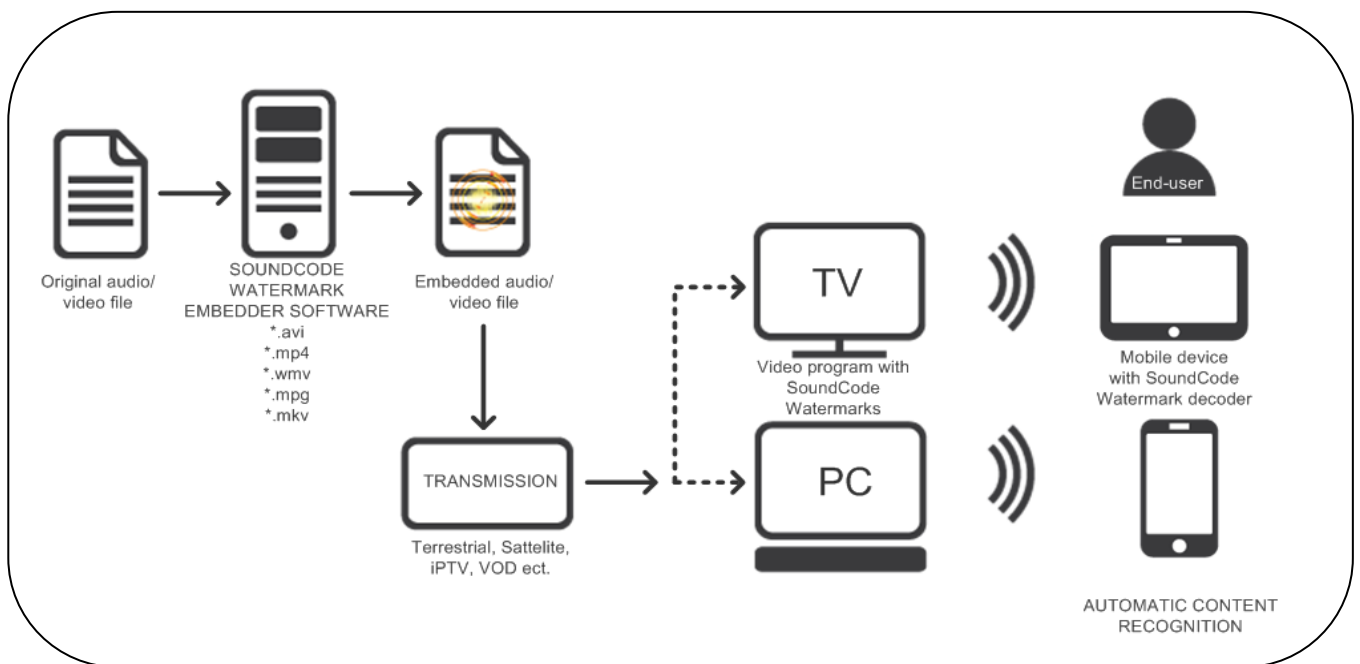 Original audio/
video file
SOUNDCODE
WATERMARK
EMBEDDER SOFTWARE
*.avi
*.mp4
*.wmv
*.mpg
*.mkv
Embedded audio/
video file
TRANSMISSION
Terrestrial, Sattelite,
iPTV, VOD ect.
TV
Video program with
SoundCode
Watermarks
PC
End-user
Mobile device
with SoundCode
Watermark decoder
AUTOMATIC CONTENT
RECOGNITION